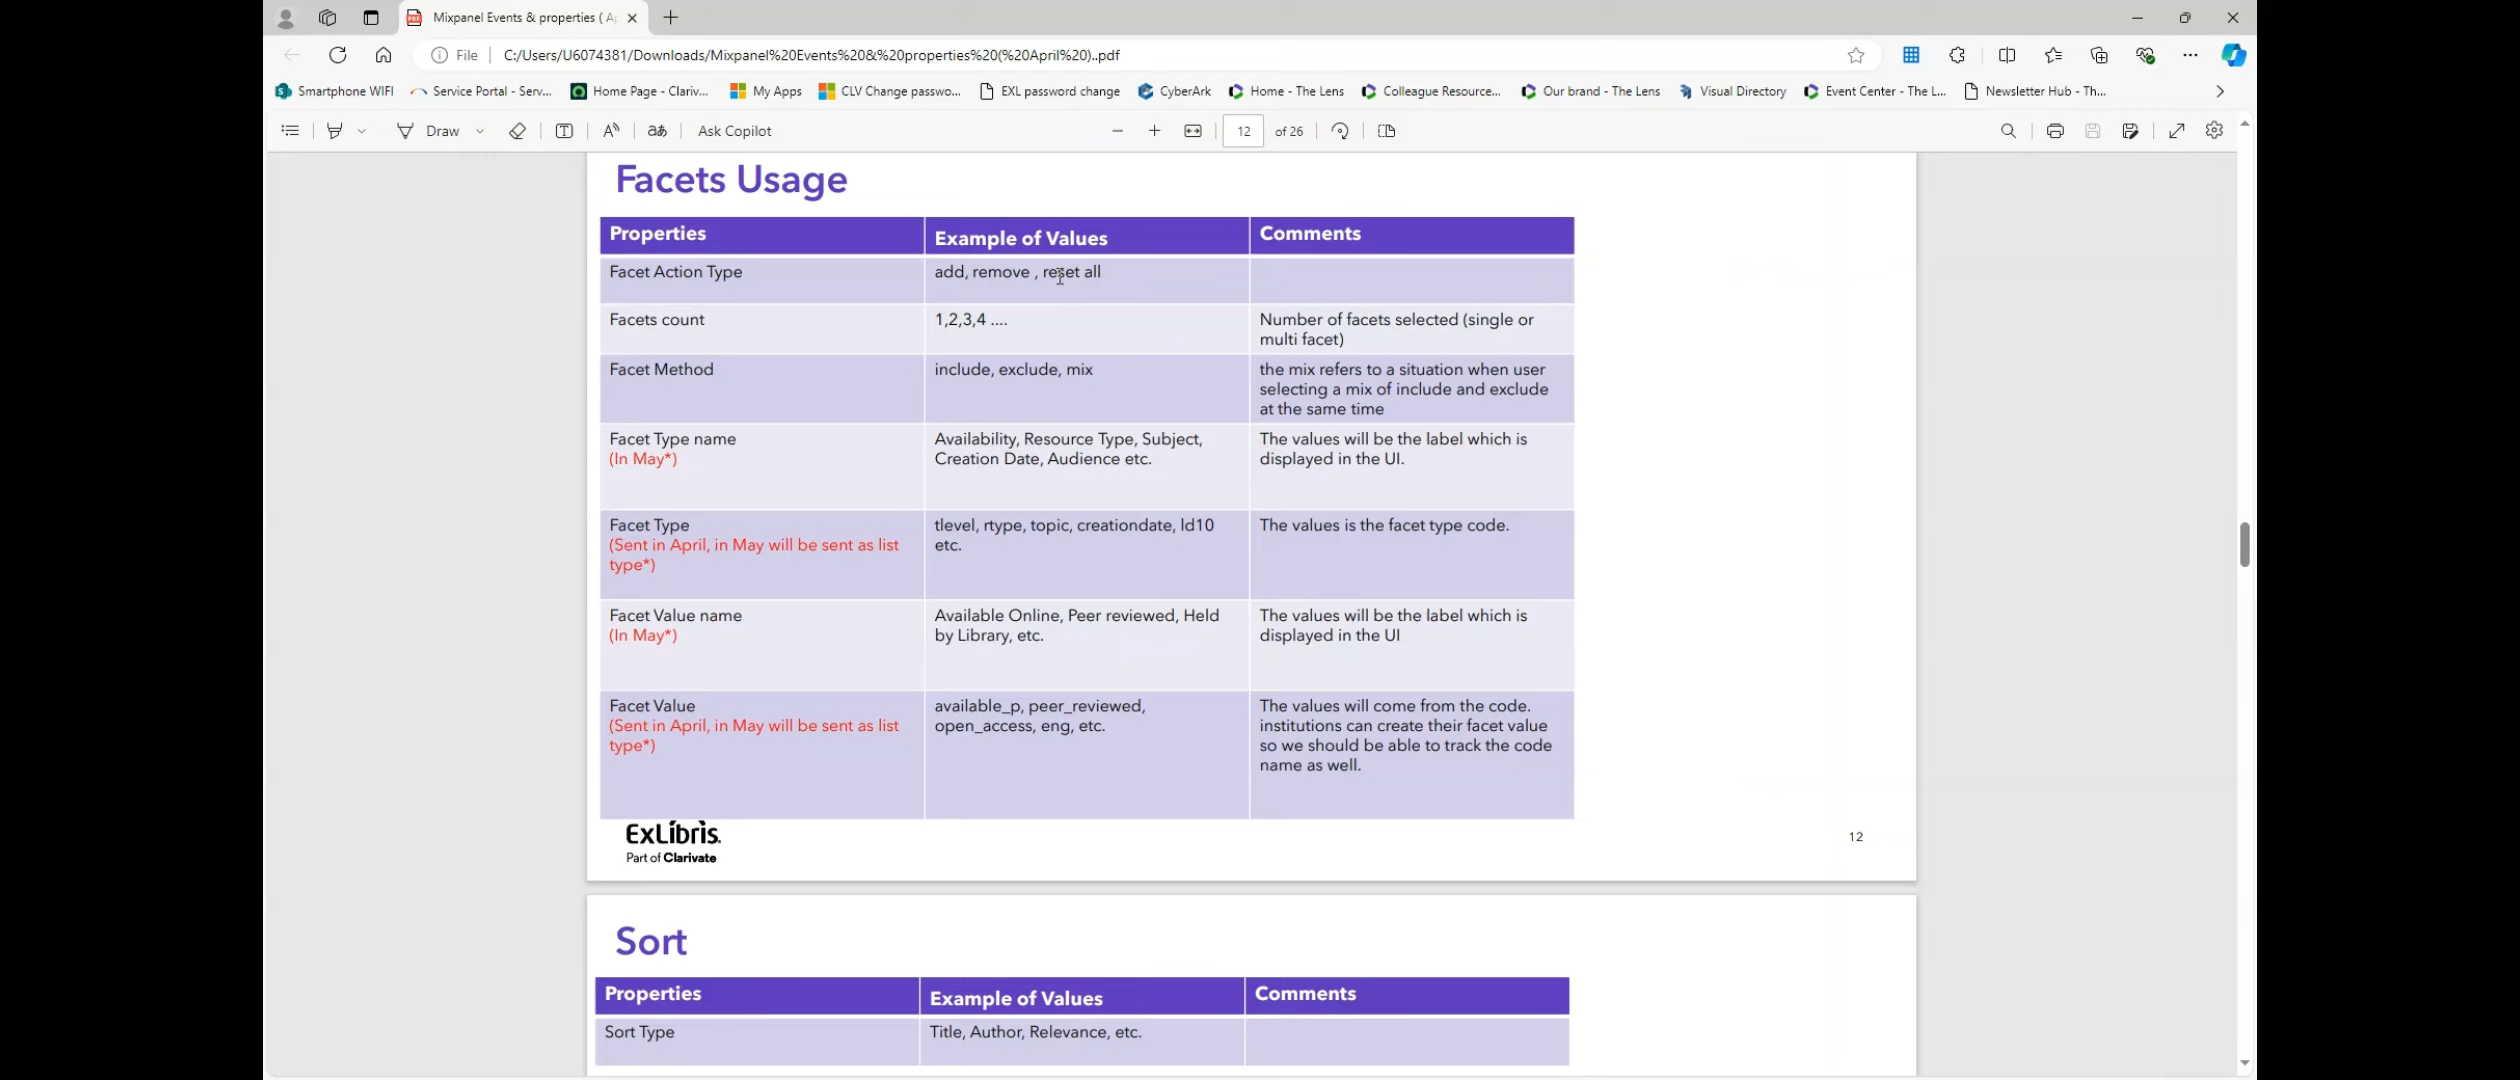 Mixpanel Events & properties ( Ap
File
C:/Users/U6074381/Downloads/Mixpanel%20Events%20&%20properties%20(%20April%20)..pdf
Smartphone WIFI
Service Portal - Serv...
Home Page - Clariv...
My Apps
CLV Change passwo...
EXL password change
CyberArk
Home - The Lens
Colleague Resource...
Our brand - The Lens
Visual Directory
Event Center - The L...
Newsletter Hub - Th...
Draw
Ask Copilot
12 of 26
Facets Usage
Properties
Example of Values
Comments
Facet Action Type
add, remove , reset all
Facets count
1,2,3,4 ....
Number of facets selected (single or
multi facet)
Facet Method
include, exclude, mix
the mix refers to a situation when user
selecting a mix of include and exclude
at the same time
Facet Type name
(In May*)
Availability, Resource Type, Subject,
Creation Date, Audience etc.
The values will be the label which is
displayed in the UI.
Facet Type
(Sent in April, in May will be sent as list
type*)
tlevel, rtype, topic, creationdate, ld10
etc.
The values is the facet type code.
Facet Value name
(In May*)
Available Online, Peer reviewed, Held
by Library, etc.
The values will be the label which is
displayed in the UI
Facet Value
(Sent in April, in May will be sent as list
type*)
available_p, peer_reviewed,
open_access, eng, etc.
The values will come from the code.
institutions can create their facet value
so we should be able to track the code
name as well.
ExLibris.
Part of Clarivate
12
Sort
Properties
Example of Values
Comments
Sort Type
Title, Author, Relevance, etc.